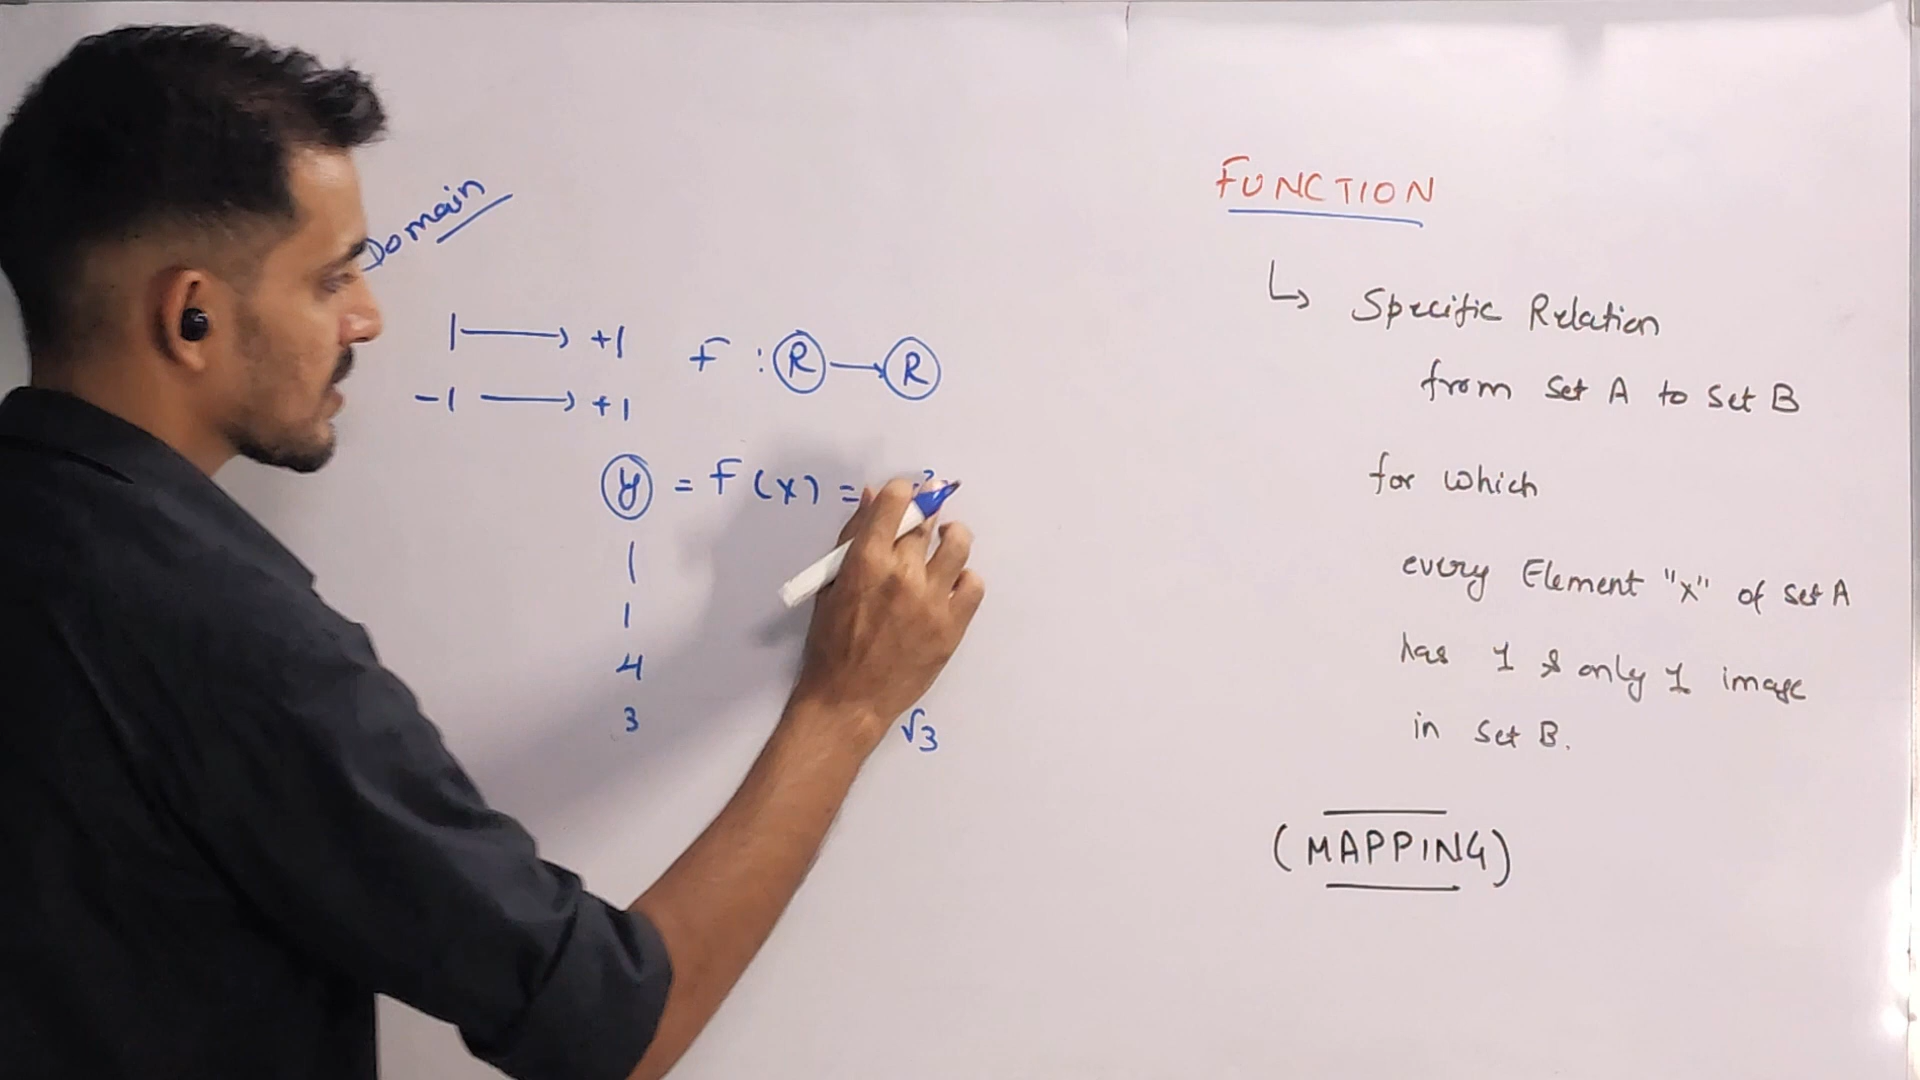 Domain
1 → +1
-1 → +1
F : R → R
y = F(x) =
1
1
4
3 √3
FUNCTION
↳ Specific Relation
from Set A to Set B
for which
every Element "x" of Set A
has 1 & only 1 image
in Set B.
(MAPPING)